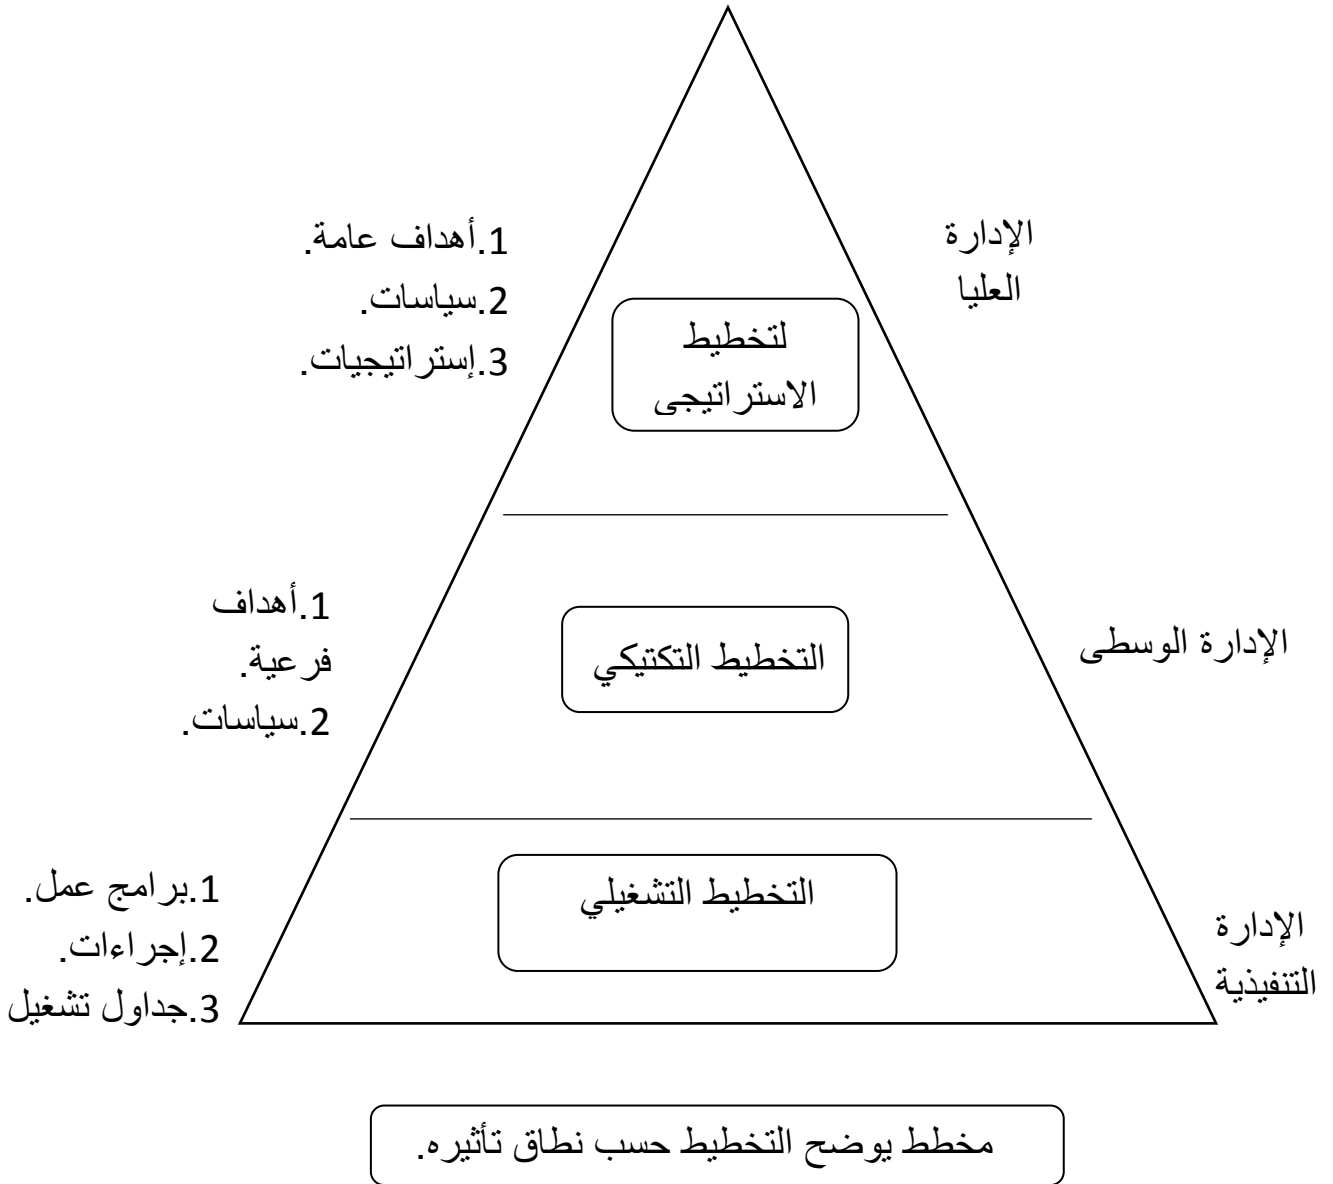 الإدارة
العليا
لتخطيط
الاستراتيجي
1.أهداف عامة.
2.سياسات.
3.إستراتيجيات.
الإدارة الوسطى
التخطيط التكتيكي
1.أهداف
فرعية.
2.سياسات.
الإدارة
التنفيذية
التخطيط التشغيلي
1.برامج عمل.
2.إجراءات.
3.جداول تشغيل
مخطط يوضح التخطيط حسب نطاق تأثيره.